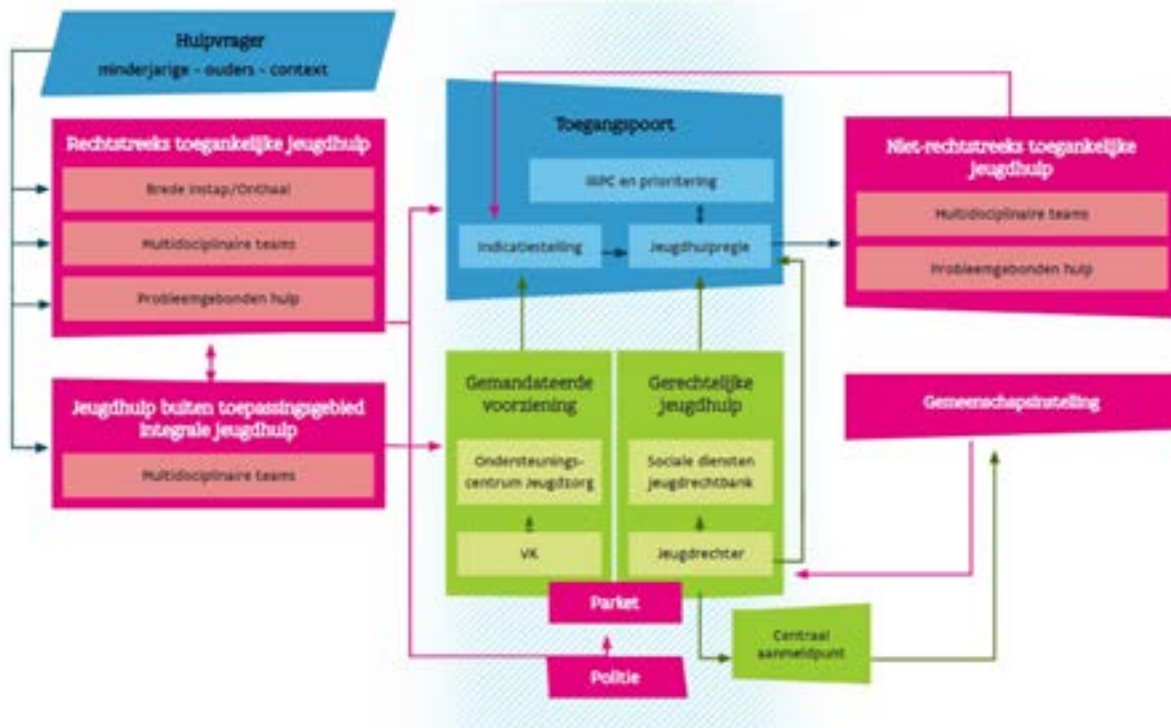 Hulpvrager
minderjarige - ouders - context
Rechtstreeks toegankelijke jeugdhulp
Brede instap/Onthaal
Multidisciplinaire teams
Probleemgebonden hulp
Jeugdhulp buiten toepassingsgebied
integrale jeugdhulp
Multidisciplinaire teams
Toegangspoort
IRPC en prioritering
Indicatiestelling
Jeugdhulpregie
Gemandateerde
voorziening
Ondersteunings-
centrum Jeugdzorg
VK
Gerechtelijke
jeugdhulp
Sociale diensten
jeugdrechtbank
Jeugdrechter
Parket
Politie
Niet-rechtstreeks toegankelijke
jeugdhulp
Multidisciplinaire teams
Probleemgebonden hulp
Gemeenschapsinstelling
Centraal
aanmeldpunt